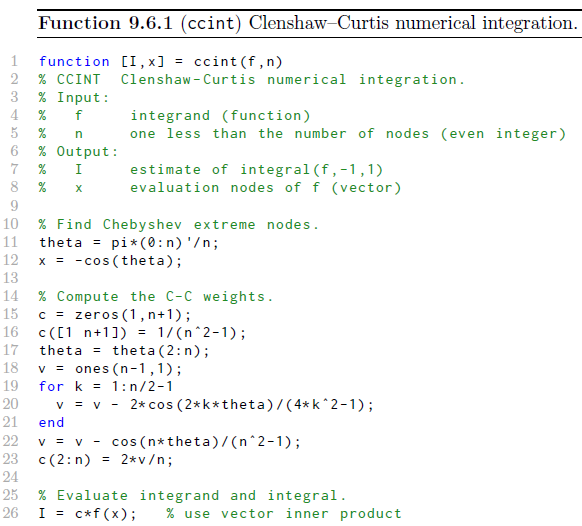 Function 9.6.1 (ccint) Clenshaw–Curtis numerical integration.
1 function [I,x] = ccint(f,n)
2 % CCINT  Clenshaw-Curtis numerical integration.
3 % Input:
4 %   f     integrand (function)
5 %   n     one less than the number of nodes (even integer)
6 % Output:
7 %   I     estimate of integral(f,-1,1)
8 %   x     evaluation nodes of f (vector)
9
10 % Find Chebyshev extreme nodes.
11 theta = pi*(0:n)'/n;
12 x = -cos(theta);
13
14 % Compute the C-C weights.
15 c = zeros(1,n+1);
16 c([1 n+1]) = 1/(n^2-1);
17 theta = theta(2:n);
18 v = ones(n-1,1);
19 for k = 1:n/2-1
20   v = v - 2*cos(2*k*theta)/(4*k^2-1);
21 end
22 v = v - cos(n*theta)/(n^2-1);
23 c(2:n) = 2*v/n;
24
25 % Evaluate integrand and integral.
26 I = c*f(x);   % use vector inner product